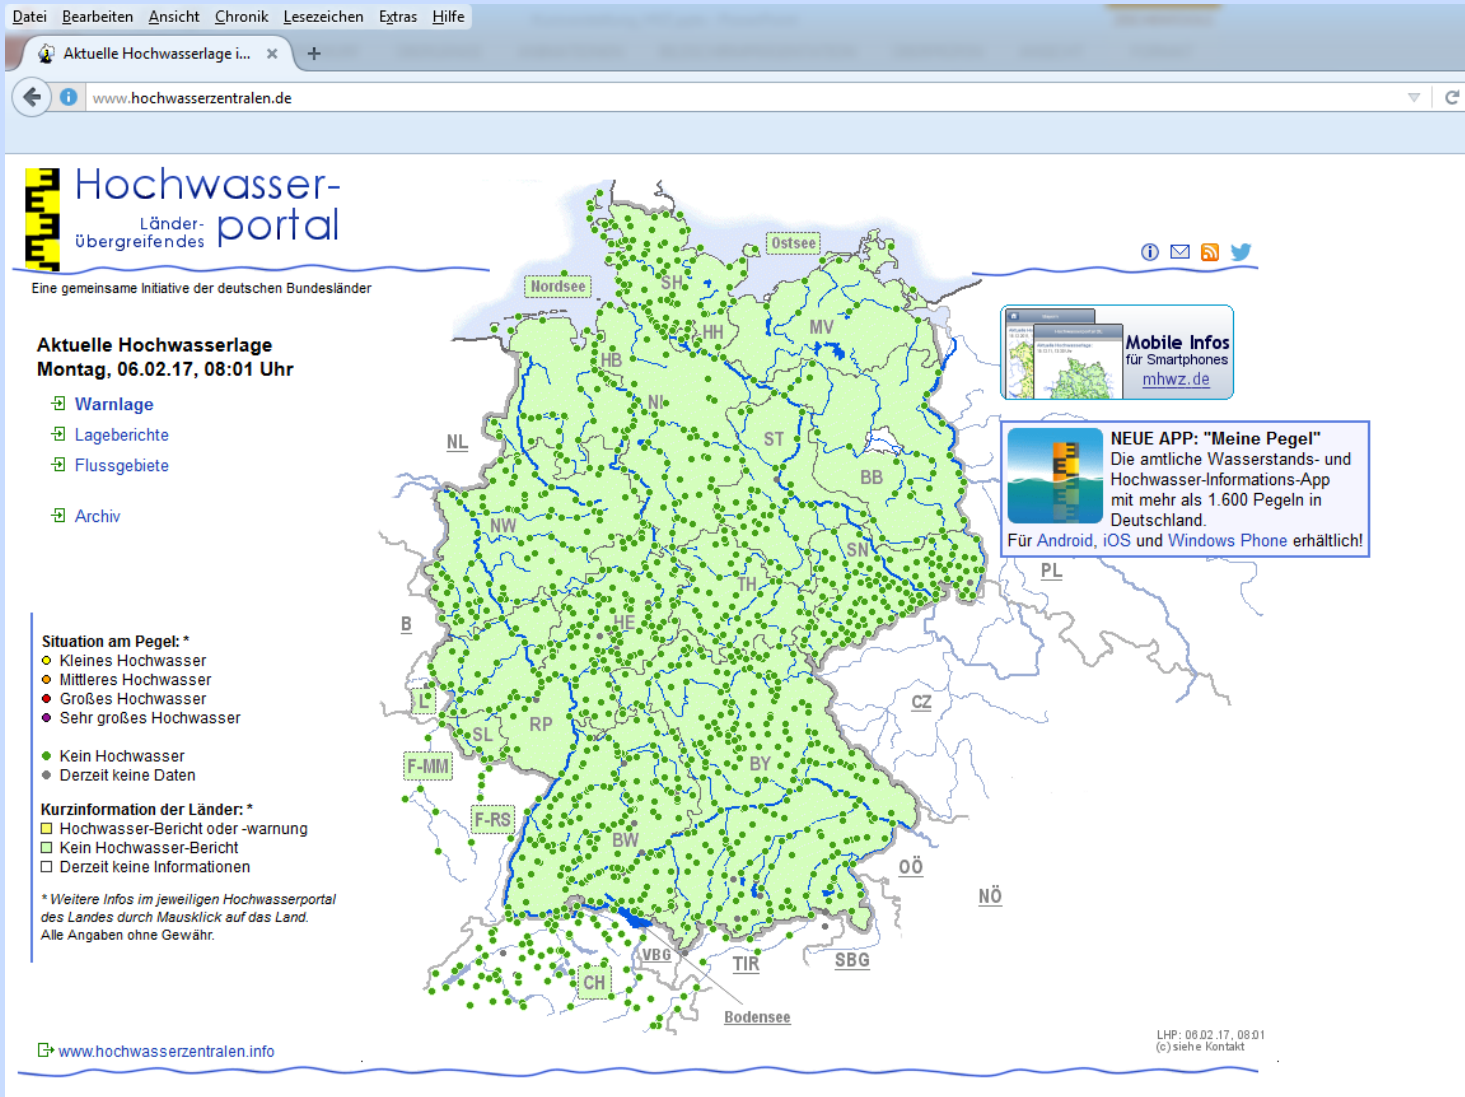 Datei Bearbeiten Ansicht Chronik Lesezeichen Extras Hilfe
Aktuelle Hochwasserlage i... × +
www.hochwasserzentralen.de
Hochwasser-
Länder-
übergreifendes portal
Eine gemeinsame Initiative der deutschen Bundesländer
Aktuelle Hochwasserlage
Montag, 06.02.17, 08:01 Uhr
Warnlage
Lageberichte
Flussgebiete
Archiv
Situation am Pegel: *
Kleines Hochwasser
Mittleres Hochwasser
Großes Hochwasser
Sehr großes Hochwasser
Kein Hochwasser
Derzeit keine Daten
Kurzinformation der Länder: *
Hochwasser-Bericht oder -warnung
Kein Hochwasser-Bericht
Derzeit keine Informationen
* Weitere Infos im jeweiligen Hochwasserportal
des Landes durch Mausklick auf das Land.
Alle Angaben ohne Gewähr.
www.hochwasserzentralen.info
Ostsee
Nordsee
SH
HH
MV
HB
NI
NL
ST
BB
NW
SN
TH
PL
B
HE
L
CZ
SL
RP
F-MM
BY
F-RS
BW
OÖ
NÖ
VBG
TIR
SBG
CH
Bodensee
Mobile Infos
für Smartphones
mhwz.de
NEUE APP: "Meine Pegel"
Die amtliche Wasserstands- und
Hochwasser-Informations-App
mit mehr als 1.600 Pegeln in
Deutschland.
Für Android, iOS und Windows Phone erhältlich!
LHP: 06.02.17, 08:01
(c) siehe Kontakt